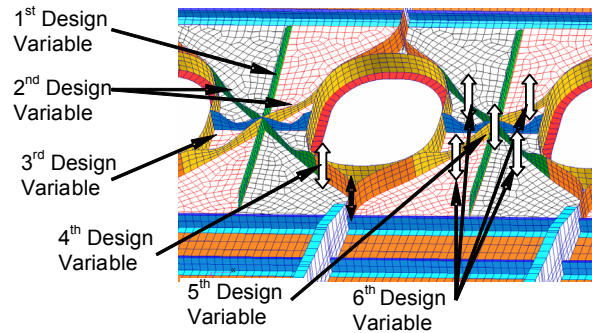 1st Design
Variable
2nd Design
Variable
3rd Design
Variable
4th Design
Variable
5th Design
Variable
6th Design
Variable